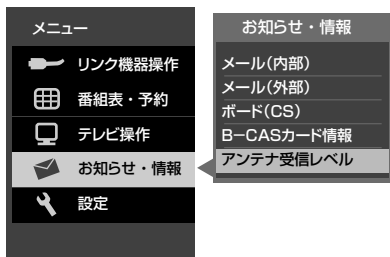 メニュー
リンク機器操作
番組表・予約
テレビ操作
お知らせ・情報
設定
お知らせ・情報
メール(内部)
メール(外部)
ボード(CS)
B-CASカード情報
アンテナ受信レベル